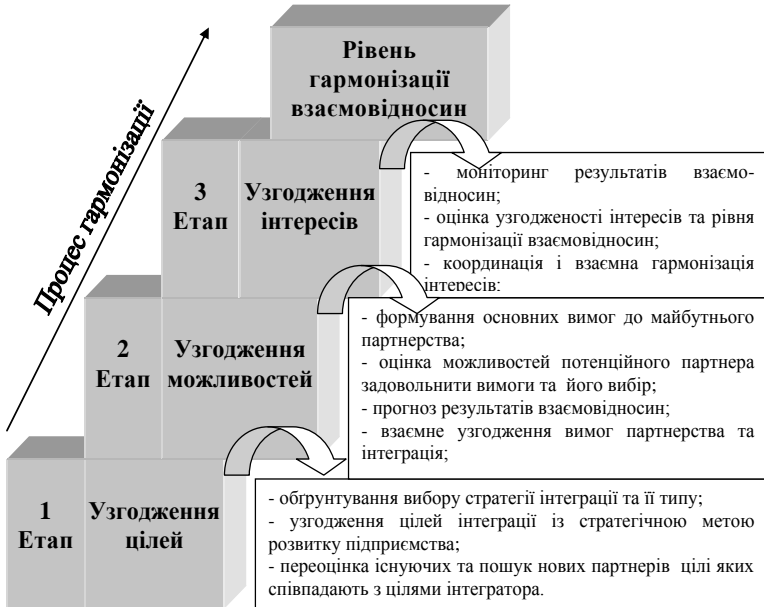 Рівень
гармонізації
взаємовідносин
Процес гармонізації
3
Етап
Узгодження
інтересів
- моніторинг результатів взаємо-
відносин;
- оцінка узгодженості інтересів та рівня
гармонізації взаємовідносин;
- координація і взаємна гармонізація
інтересів;
2
Етап
Узгодження
можливостей
- формування основних вимог до майбутнього
партнерства;
- оцінка можливостей потенційного партнера
задовольнити вимоги та його вибір;
- прогноз результатів взаємовідносин;
- взаємне узгодження вимог партнерства та
інтеграція;
1
Етап
Узгодження
цілей
- обґрунтування вибору стратегії інтеграції та її типу;
- узгодження цілей інтеграції із стратегічною метою
розвитку підприємства;
- переоцінка існуючих та пошук нових партнерів цілі яких
співпадають з цілями інтегратора.